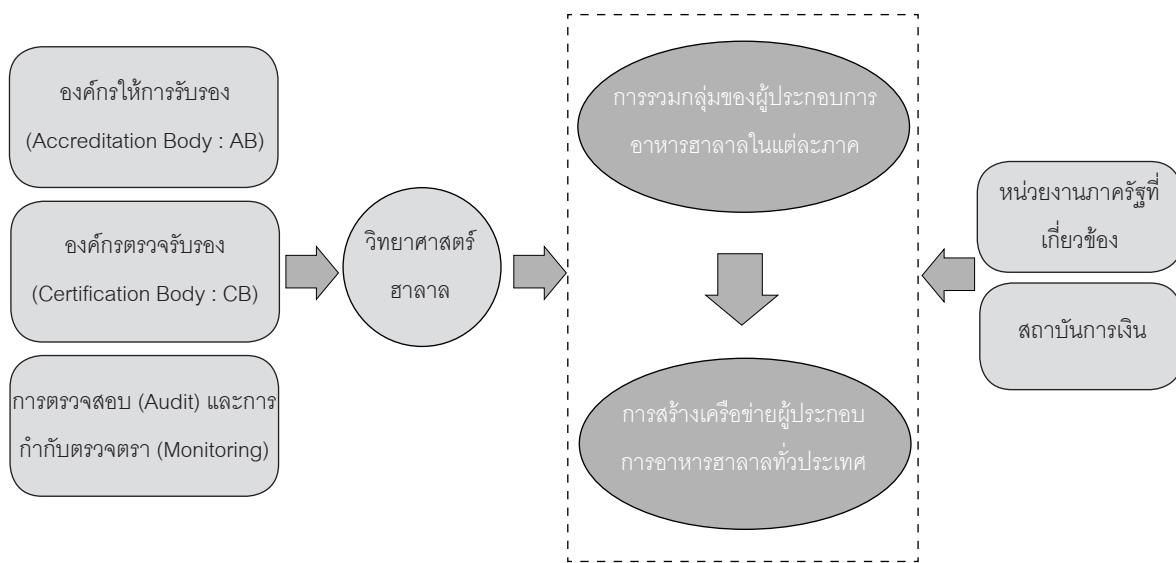 องค์กรให้การรับรอง
(Accreditation Body : AB)
องค์กรตรวจรับรอง
(Certification Body : CB)
การตรวจสอบ (Audit) และการ
กำกับตรวจตรา (Monitoring)
วิทยาศาสตร์
ฮาลาล
การรวมกลุ่มของผู้ประกอบการ
อาหารฮาลาลในแต่ละภาค
การสร้างเครือข่ายผู้ประกอบ
การอาหารฮาลาลทั่วประเทศ
หน่วยงานภาครัฐที่
เกี่ยวข้อง
สถาบันการเงิน